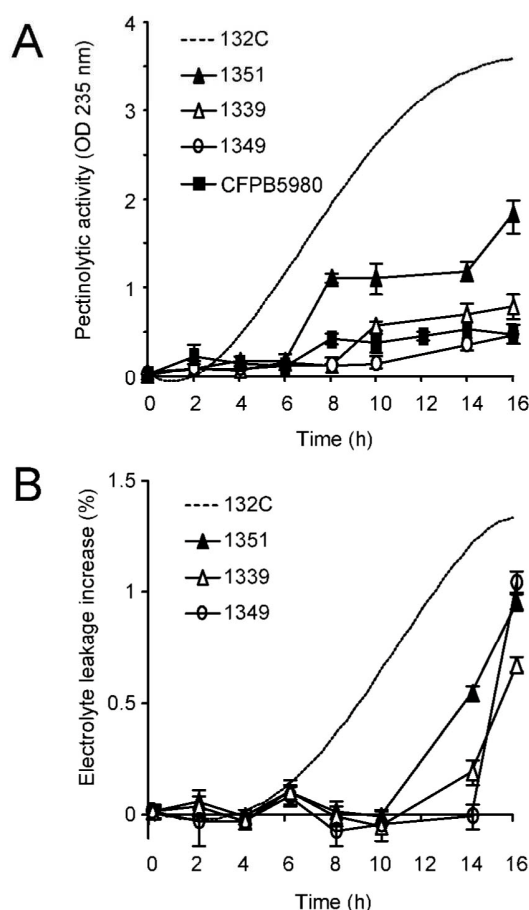 A
Pectinolytic activity (OD 235 nm)
4
3
2
1
0
132C
1351
1339
1349
CFPB5980
0 2 4 6 8 10 12 14 16
Time (h)
B
Electrolyte leakage increase (%)
1.5
1
0.5
0
132C
1351
1339
1349
0 2 4 6 8 10 12 14 16
Time (h)